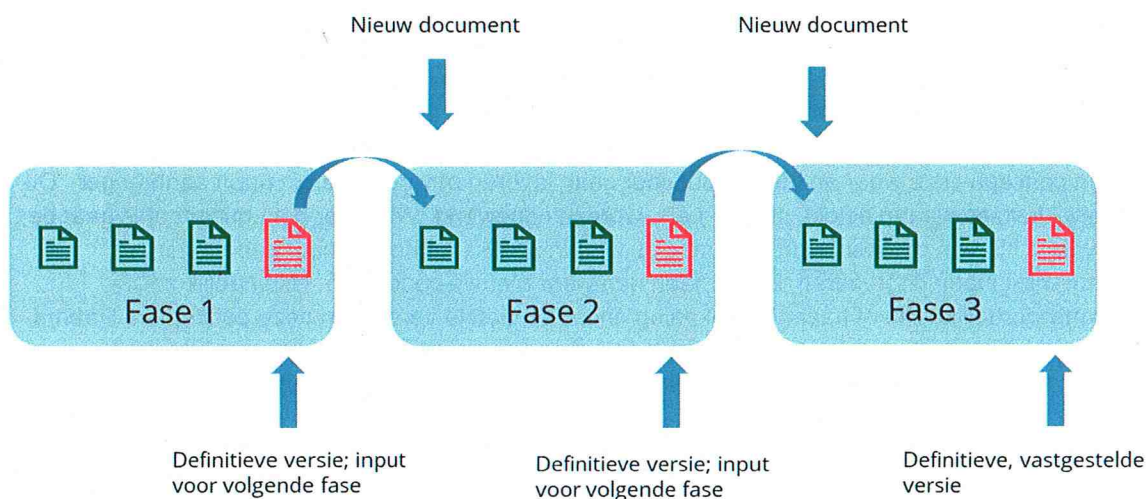 Nieuw document
Nieuw document
Fase 1
Fase 2
Fase 3
Definitieve versie; input
voor volgende fase
Definitieve versie; input
voor volgende fase
Definitieve, vastgestelde
versie